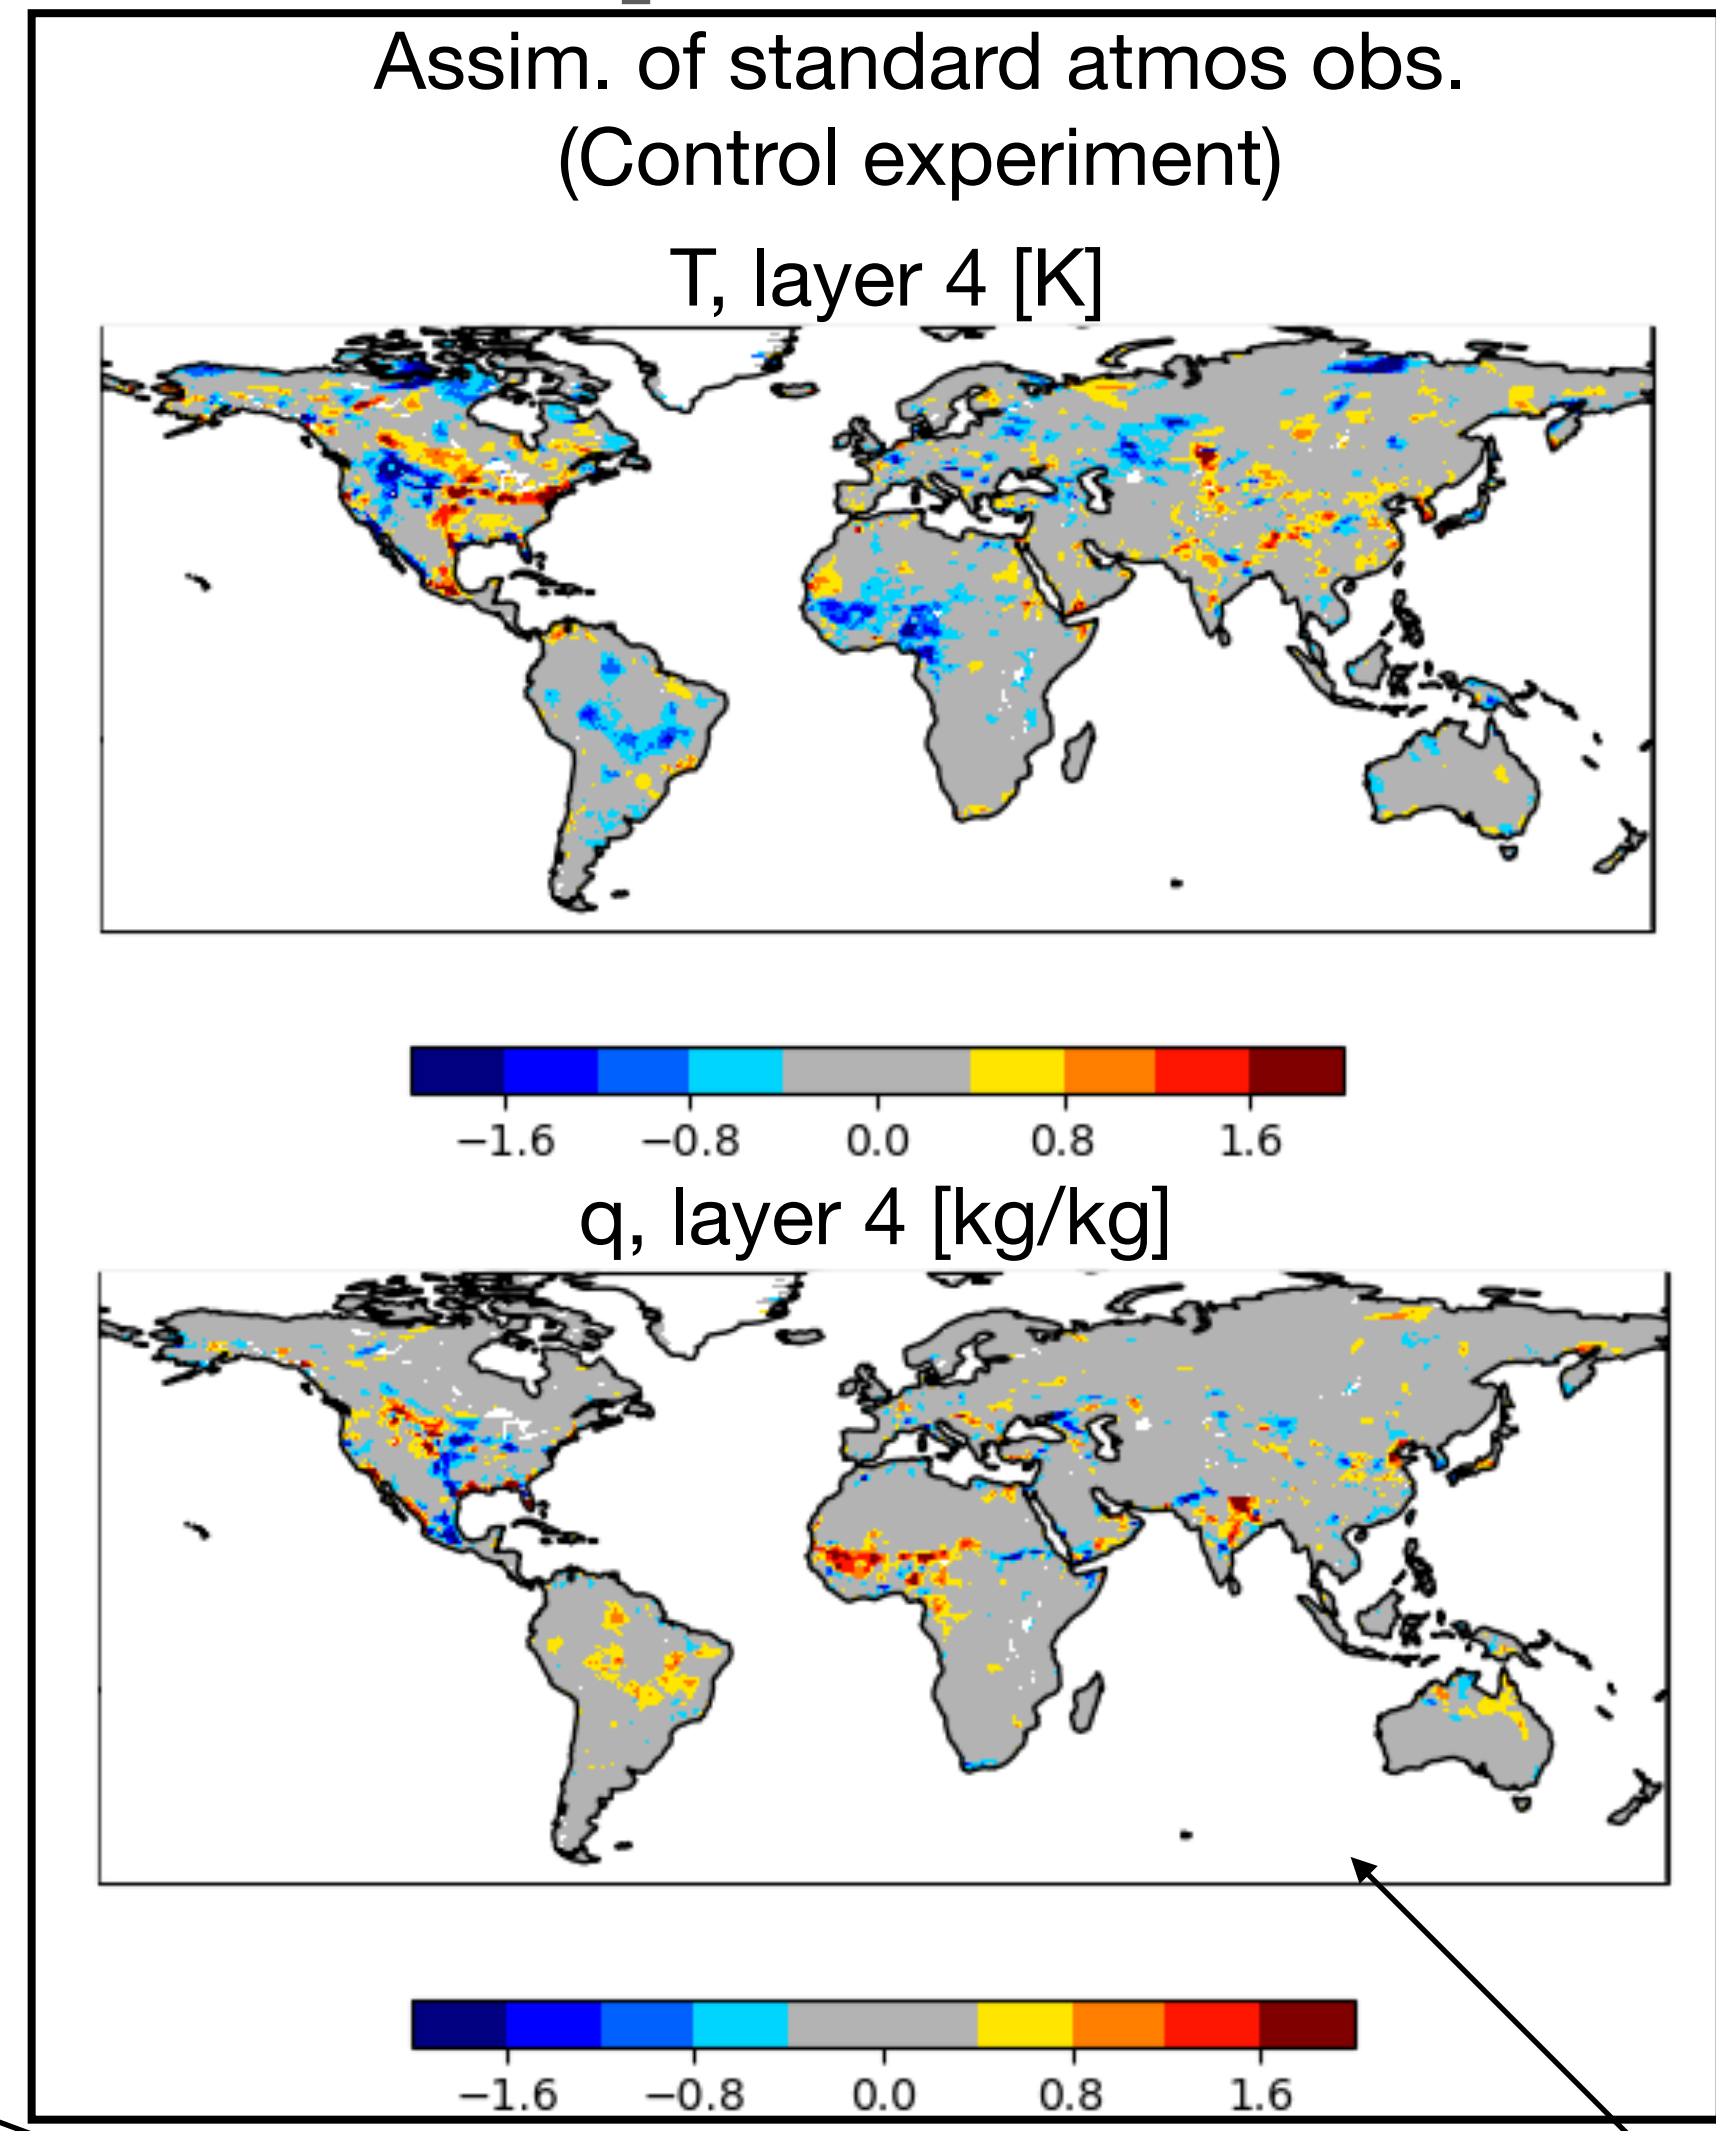 Assim. of standard atmos obs.
(Control experiment)
T, layer 4 [K]
−1.6 −0.8 0.0 0.8 1.6
q, layer 4 [kg/kg]
−1.6 −0.8 0.0 0.8 1.6